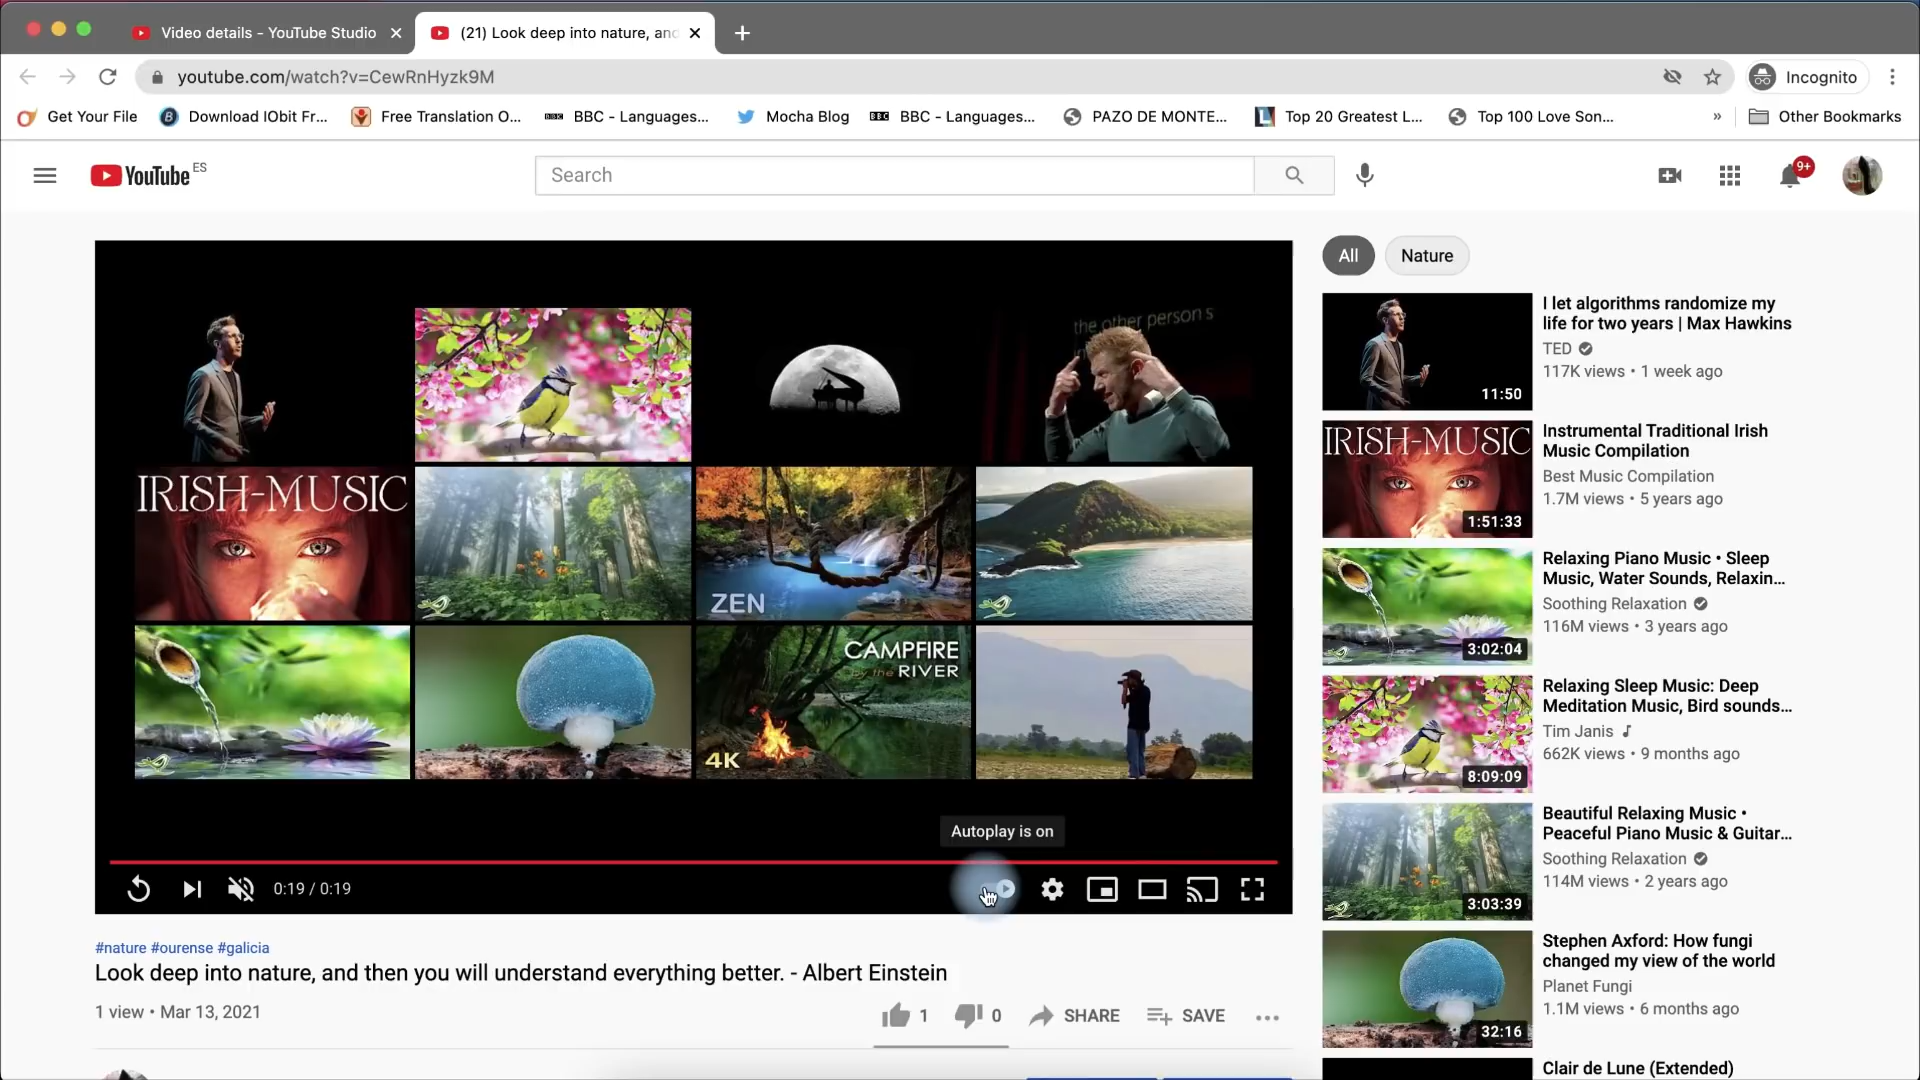 Video details - YouTube Studio
(21) Look deep into nature, and
youtube.com/watch?v=CewRnHyzk9M
Incognito
Get Your File
Download IObit Fr...
Free Translation O...
BBC - Languages...
Mocha Blog
BBC - Languages...
PAZO DE MONTE...
Top 20 Greatest L...
Top 100 Love Son...
»
Other Bookmarks
YouTube ES
Search
9+
the other person's
IRISH-MUSIC
ZEN
CAMPFIRE
by the RIVER
4K
Autoplay is on
0:19 / 0:19
#nature #ourense #galicia
Look deep into nature, and then you will understand everything better. - Albert Einstein
1 view • Mar 13, 2021
1
0
SHARE
SAVE
All
Nature
11:50
I let algorithms randomize my
life for two years | Max Hawkins
TED
117K views • 1 week ago
IRISH-MUSIC
1:51:33
Instrumental Traditional Irish
Music Compilation
Best Music Compilation
1.7M views • 5 years ago
3:02:04
Relaxing Piano Music • Sleep
Music, Water Sounds, Relaxin...
Soothing Relaxation
116M views • 3 years ago
8:09:09
Relaxing Sleep Music: Deep
Meditation Music, Bird sounds...
Tim Janis
662K views • 9 months ago
3:03:39
Beautiful Relaxing Music •
Peaceful Piano Music & Guitar...
Soothing Relaxation
114M views • 2 years ago
32:16
Stephen Axford: How fungi
changed my view of the world
Planet Fungi
1.1M views • 6 months ago
Clair de Lune (Extended)